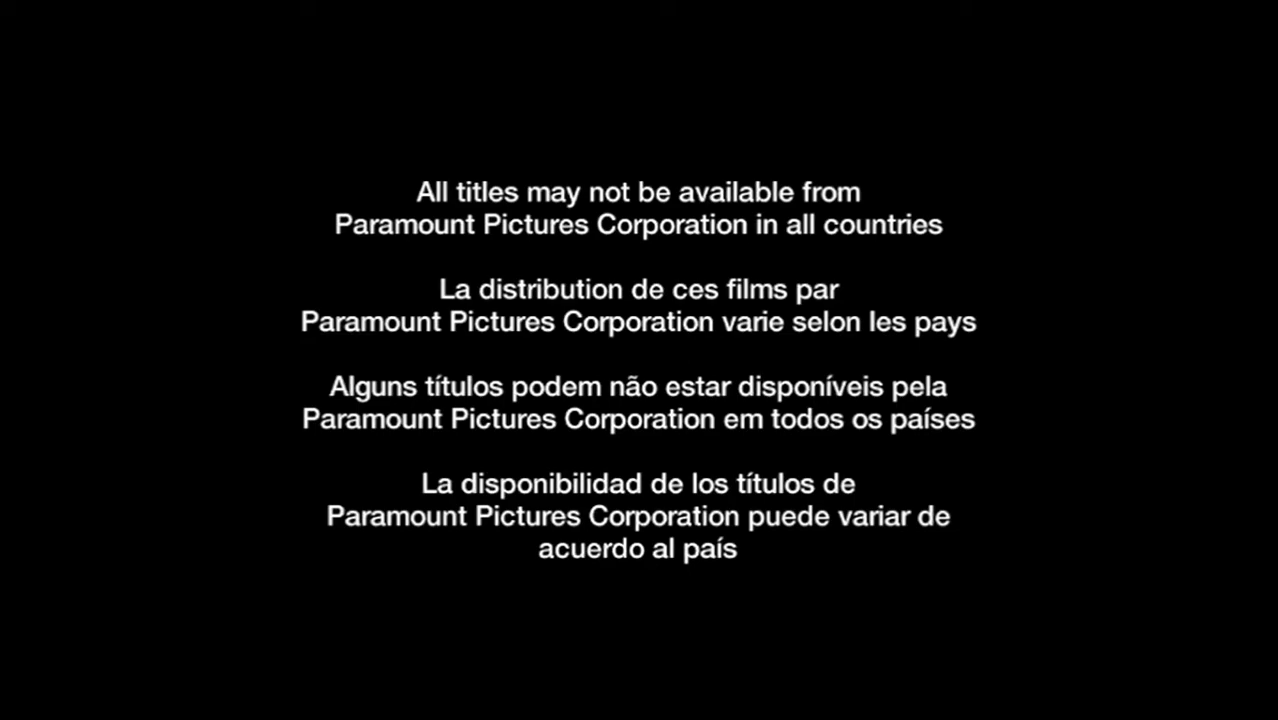 All titles may not be available from
Paramount Pictures Corporation in all countries
La distribution de ces films par
Paramount Pictures Corporation varie selon les pays
Alguns títulos podem não estar disponíveis pela
Paramount Pictures Corporation em todos os países
La disponibilidad de los títulos de
Paramount Pictures Corporation puede variar de
acuerdo al país